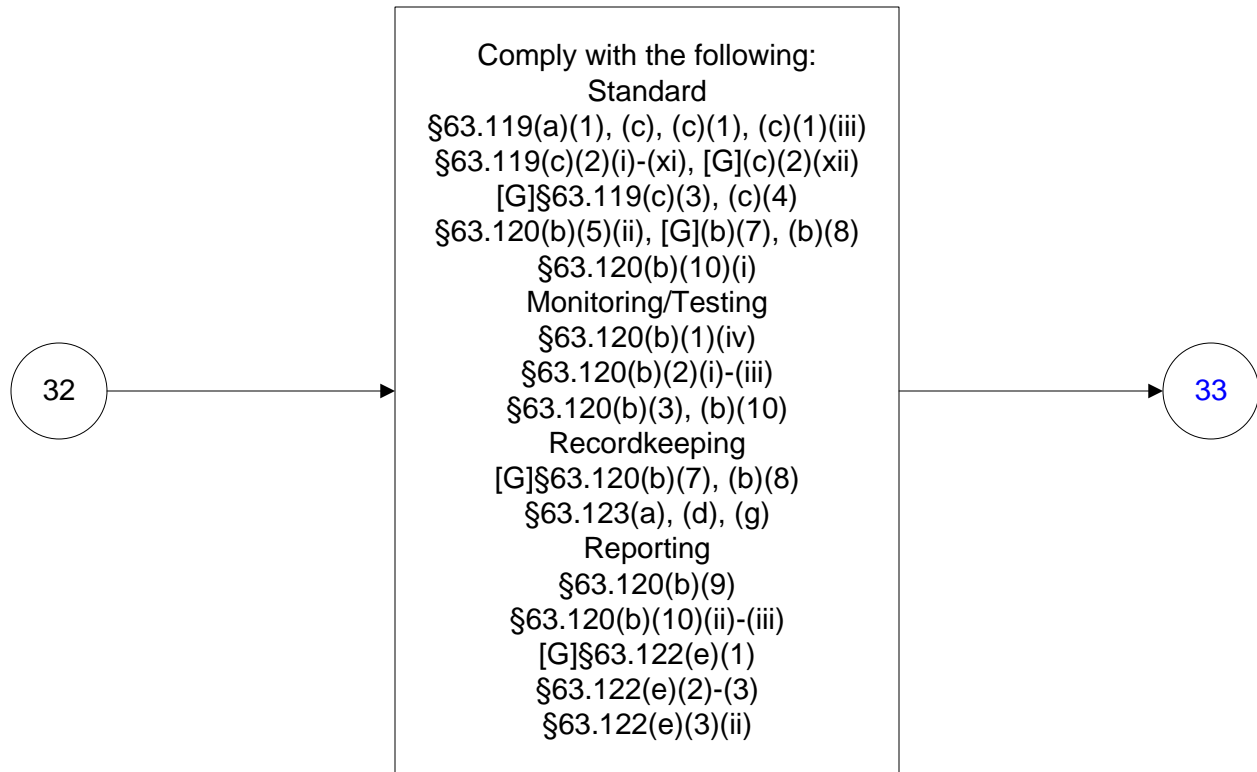 Comply with the following:
Standard
§63.119(a)(1), (c), (c)(1), (c)(1)(iii)
§63.119(c)(2)(i)-(xi), [G](c)(2)(xii)
[G]§63.119(c)(3), (c)(4)
§63.120(b)(5)(ii), [G](b)(7), (b)(8)
§63.120(b)(10)(i)
Monitoring/Testing
§63.120(b)(1)(iv)
§63.120(b)(2)(i)-(iii)
§63.120(b)(3), (b)(10)
Recordkeeping
[G]§63.120(b)(7), (b)(8)
§63.123(a), (d), (g)
Reporting
§63.120(b)(9)
§63.120(b)(10)(ii)-(iii)
[G]§63.122(e)(1)
§63.122(e)(2)-(3)
§63.122(e)(3)(ii)
32
33